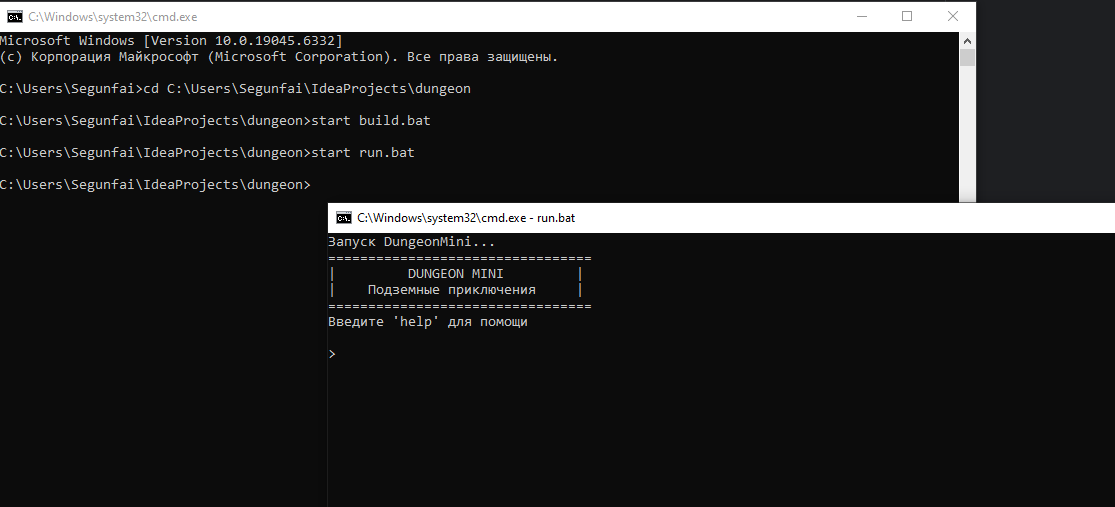 C:\Windows\system32\cmd.exe
Microsoft Windows [Version 10.0.19045.6332]
(c) Корпорация Майкрософт (Microsoft Corporation). Все права защищены.
C:\Users\Segunfai>cd C:\Users\Segunfai\IdeaProjects\dungeon
C:\Users\Segunfai\IdeaProjects\dungeon>start build.bat
C:\Users\Segunfai\IdeaProjects\dungeon>start run.bat
C:\Users\Segunfai\IdeaProjects\dungeon>
C:\Windows\system32\cmd.exe - run.bat
Запуск DungeonMini...
=================================
|         DUNGEON MINI         |
|    Подземные приключения     |
=================================
Введите 'help' для помощи
>